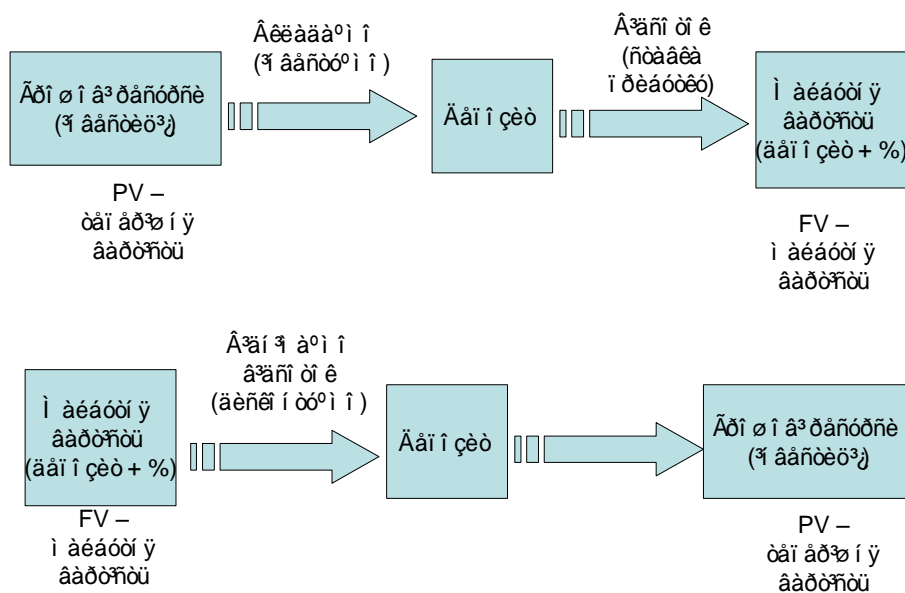 Ãðî ø î â³ ðåñóðñè
(³í âåñòèö³¿)
PV –
òåï åð³ø í ÿ
âàðò³ñòü
Âêëàäàºì î
(³í âåñòóºì î )
Äåï î çèò
Â³äñî òî ê
(ñòàâêà
ï ðèáóòêó)
Ì àéáóòí ÿ
âàðò³ñòü
(äåï î çèò + %)
FV –
ì àéáóòí ÿ
âàðò³ñòü
Ì àéáóòí ÿ
âàðò³ñòü
(äåï î çèò + %)
FV –
ì àéáóòí ÿ
âàðò³ñòü
Â³äí ³ì àºì î
â³äñî òî ê
(äèñêî í òóºì î )
Äåï î çèò
Ãðî ø î â³ ðåñóðñè
(³í âåñòèö³¿)
PV –
òåï åð³ø í ÿ
âàðò³ñòü